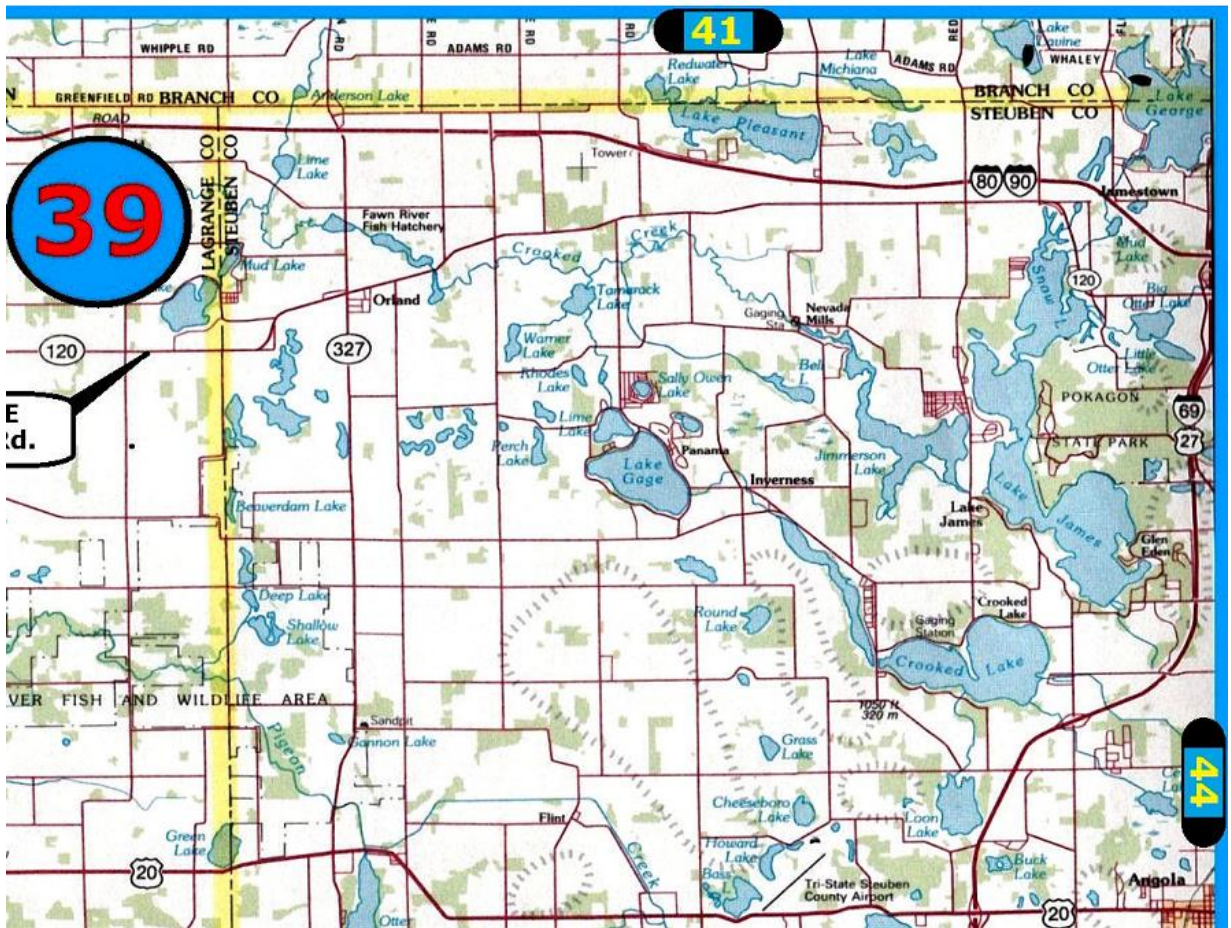 41
WHIPPLE RD
ADAMS RD
RD
RD
RD
RD
Redwater
Lake
Lake
Michiana
ADAMS RD
Lake
Lavine
WHALEY
GREENFIELD RD
BRANCH CO
Anderson Lake
BRANCH CO
STEUBEN CO
ROAD
Lake Pleasant
Lake
George
39
LAGRANGE CO
STEUBEN CO
Lime
Lake
Tower
80
90
Jamestown
Fawn River
Fish Hatchery
Crooked
Creek
Mud Lake
Mud
Lake
Orland
Tamarack
Lake
Snow L
120
Big
Otter Lake
Gaging
Sta
Nevada
Mills
120
327
Warner
Lake
Little
Otter Lake
Rhodes
Lake
Sally Owen
Lake
Bell
L
E
Rd.
POKAGON
STATE PARK
69
27
Lime
Lake
Perch
Lake
Panama
Lake
Gage
Jimmerson
Lake
Inverness
Beaverdam Lake
Lake
James
Lake
James
Glen
Eden
Deep Lake
Shallow
Lake
Round
Lake
Crooked
Lake
Gaging
Station
Crooked Lake
VER FISH AND WILDLIFE AREA
1050 ft
320 m
Sandpit
Gannon Lake
Pigeon
Grass
Lake
44
Cheeseboro
Lake
Loon
Lake
Flint
Green
Lake
Howard
Lake
Bass
L
Creek
Buck
Lake
20
Tri-State Steuben
County Airport
Angola
Otter
20